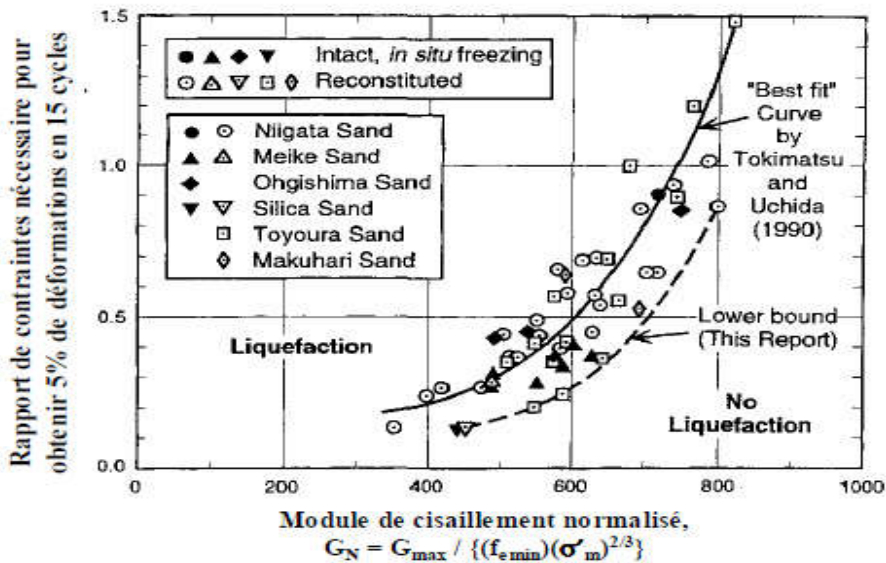 Rapport de contraintes nécessaire pour
obtenir 5% de déformations en 15 cycles
1.5
1.0
0.5
0.0
Intact, in situ freezing
Reconstituted
Niigata Sand
Meike Sand
Ohgishima Sand
Silica Sand
Toyoura Sand
Makuhari Sand
"Best fit"
Curve
by
Tokimatsu
and
Uchida
(1990)
Lower bound
(This Report)
Liquefaction
No
Liquefaction
0 200 400 600 800 1000
Module de cisaillement normalisé,
G_N = G_max / {(f_e min)(σ'_m)^2/3}